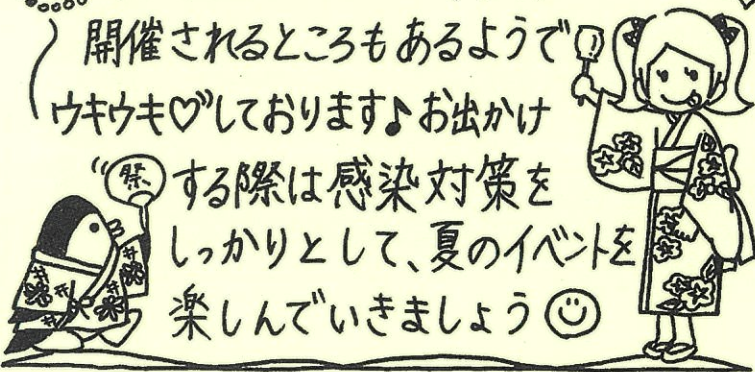 開催されるところもあるようで
ウキウキ♡しております♪お出かけ
する際は感染対策を
しっかりとして、夏のイベントを
楽しんでいきましょう☺
祭